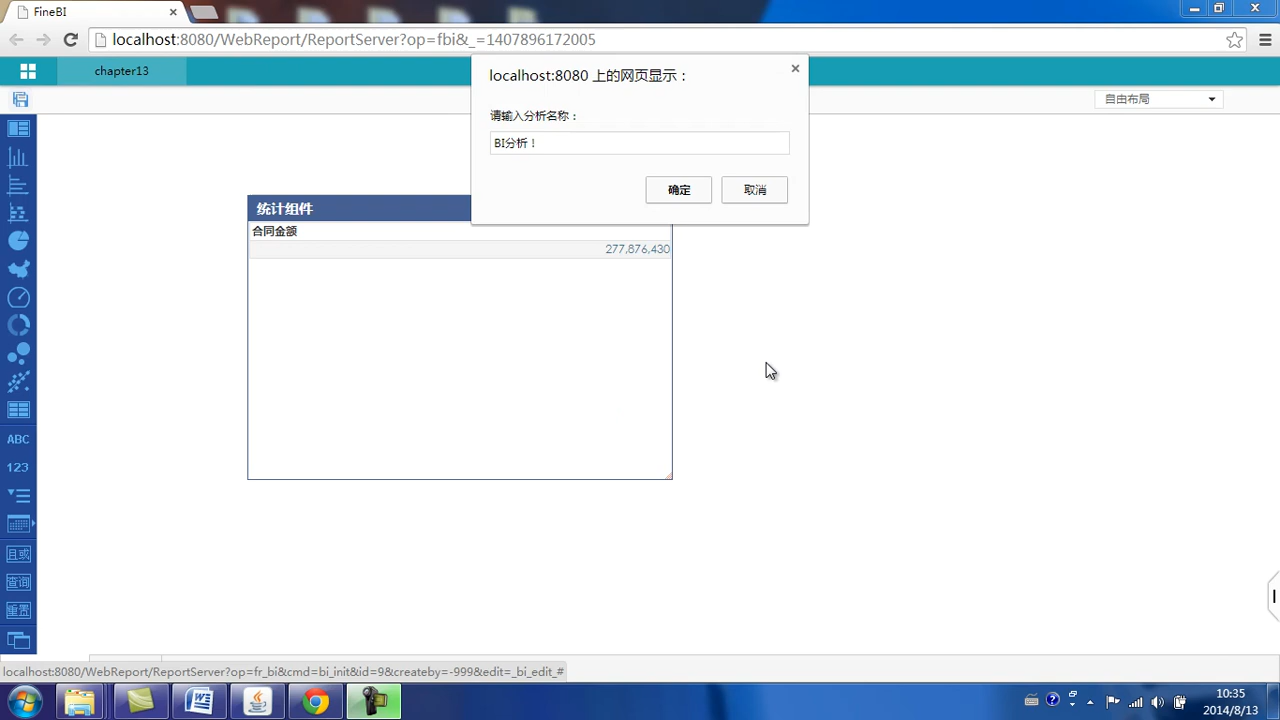 FineBI
localhost:8080/WebReport/ReportServer?op=fbi&_=1407896172005
chapter13
localhost:8080 上的网页显示：
请输入分析名称：
BI分析！
确定
取消
自由布局
统计组件
合同金额
277,876,430
ABC
123
且或
查询
重置
localhost:8080/WebReport/ReportServer?op=fr_bi&cmd=bi_init&id=9&createby=-999&edit=_bi_edit_#
10:35
2014/8/13